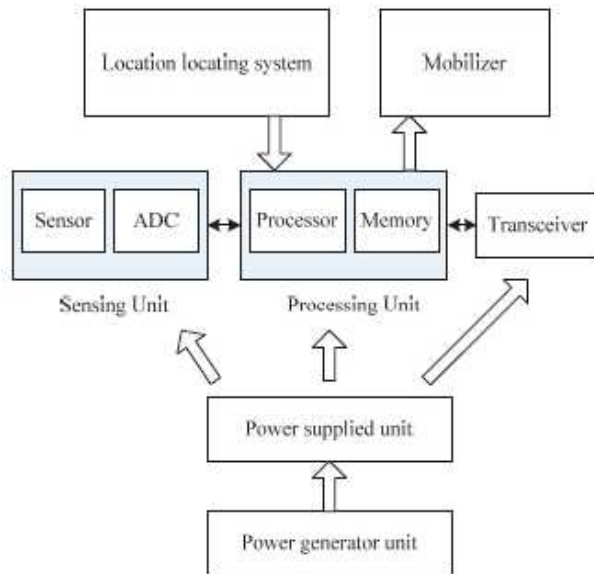 Location locating system
Mobilizer
Sensor
ADC
Processor
Memory
Transceiver
Sensing Unit
Processing Unit
Power supplied unit
Power generator unit